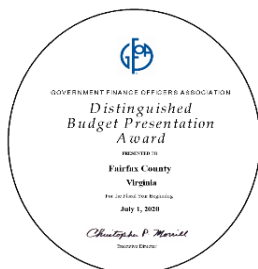 GFOA
GOVERNMENT FINANCE OFFICERS ASSOCIATION
Distinguished
Budget Presentation
Award
PRESENTED TO
Fairfax County
Virginia
For the Fiscal Year Beginning
July 1, 2020
Christopher P. Morrill
Executive Director